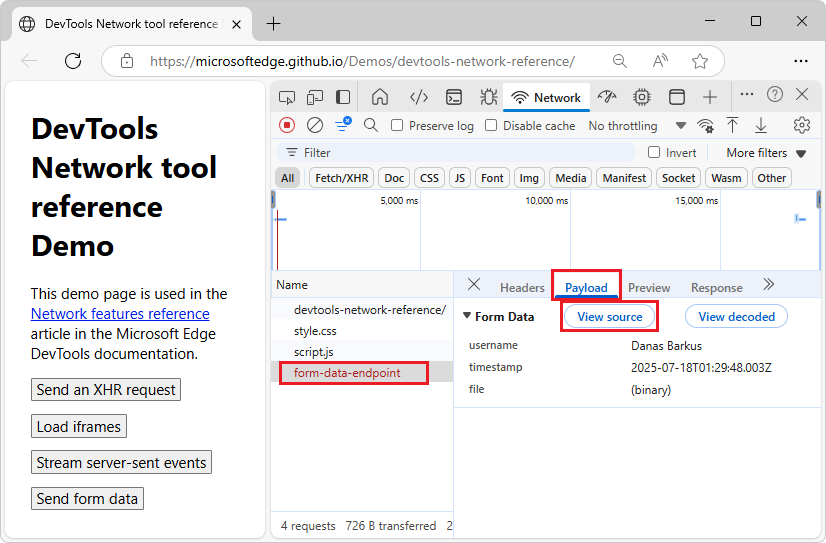 DevTools Network tool reference
https://microsoftedge.github.io/Demos/devtools-network-reference/
DevTools
Network tool
reference
Demo
This demo page is used in the
Network features reference
article in the Microsoft Edge
DevTools documentation.
Send an XHR request
Load iframes
Stream server-sent events
Send form data
Network
Preserve log
Disable cache
No throttling
Filter
Invert
More filters
All
Fetch/XHR
Doc
CSS
JS
Font
Img
Media
Manifest
Socket
Wasm
Other
5,000 ms
10,000 ms
15,000 ms
Name
devtools-network-reference/
style.css
script.js
form-data-endpoint
4 requests 726 B transferred 2
Headers
Payload
Preview
Response
Form Data
View source
View decoded
username Danas Barkus
timestamp 2025-07-18T01:29:48.003Z
file (binary)